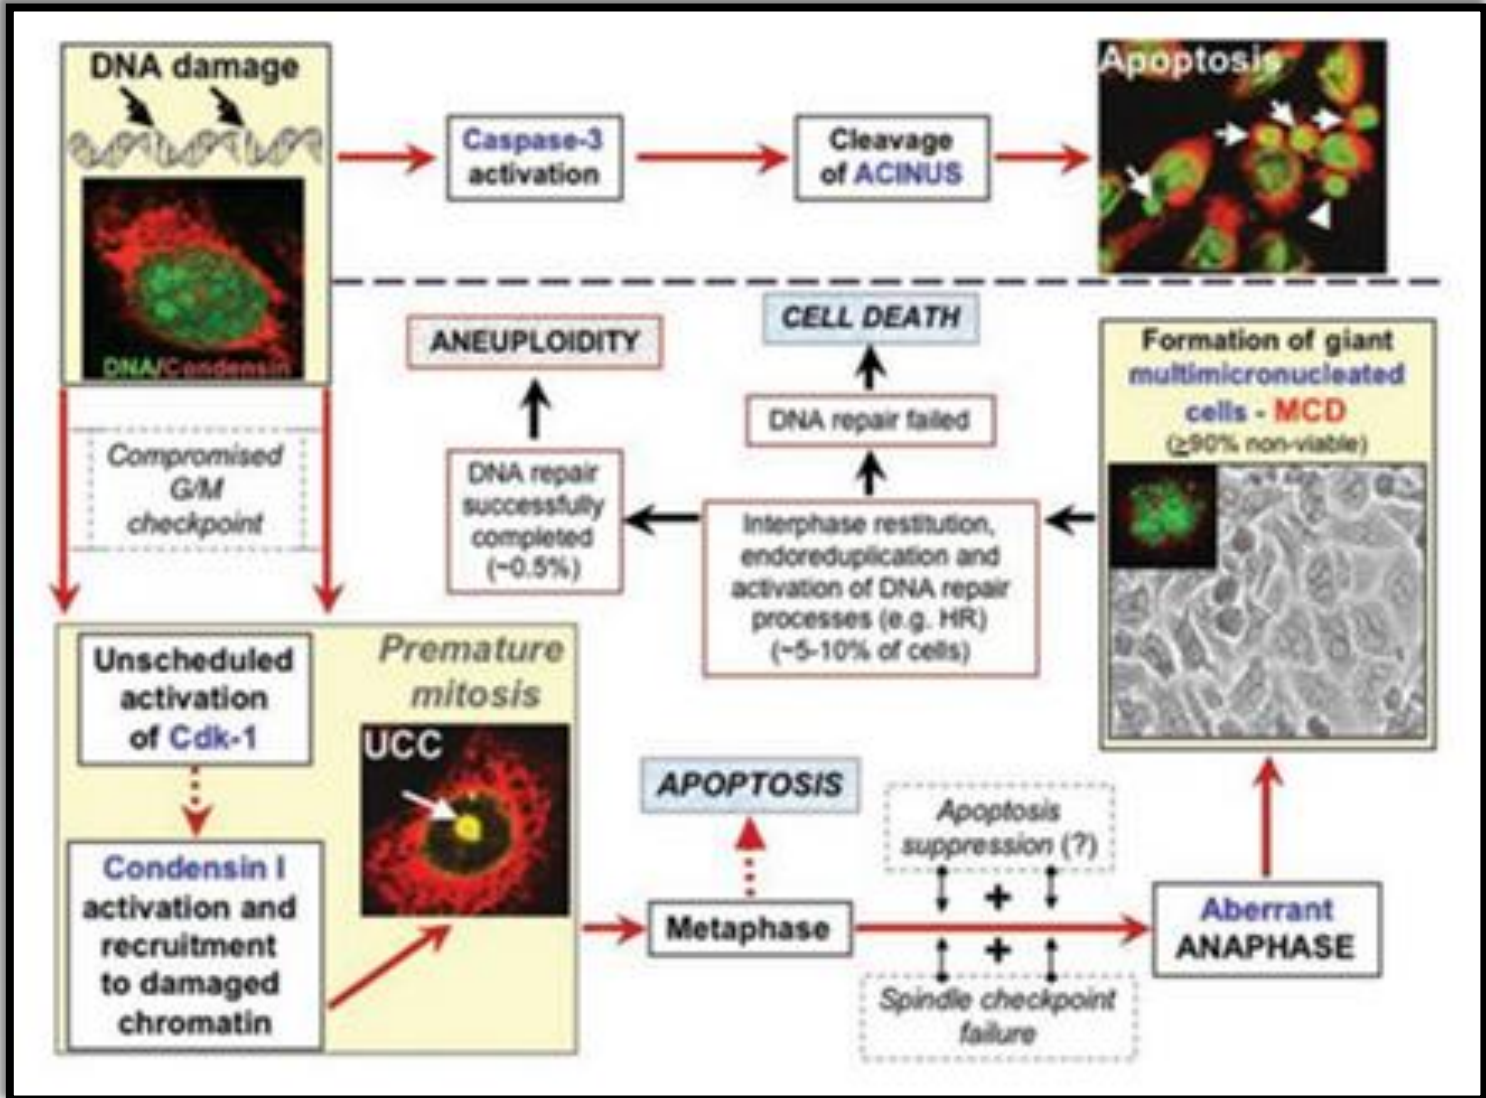 DNA damage
DNA/Condensin
Caspase-3
activation
Cleavage
of ACINUS
Apoptosis
Compromised
G/M
checkpoint
ANEUPLOIDITY
CELL DEATH
DNA repair failed
DNA repair
successfully
completed
(~0.5%)
Interphase restitution,
endoreduplication and
activation of DNA repair
processes (e.g. HR)
(~5-10% of cells)
Formation of giant
multimicronucleated
cells - MCD
(≥90% non-viable)
Unscheduled
activation
of Cdk-1
Premature
mitosis
UCC
Condensin I
activation and
recruitment
to damaged
chromatin
APOPTOSIS
Metaphase
Apoptosis
suppression (?)
+
+
Spindle checkpoint
failure
Aberrant
ANAPHASE